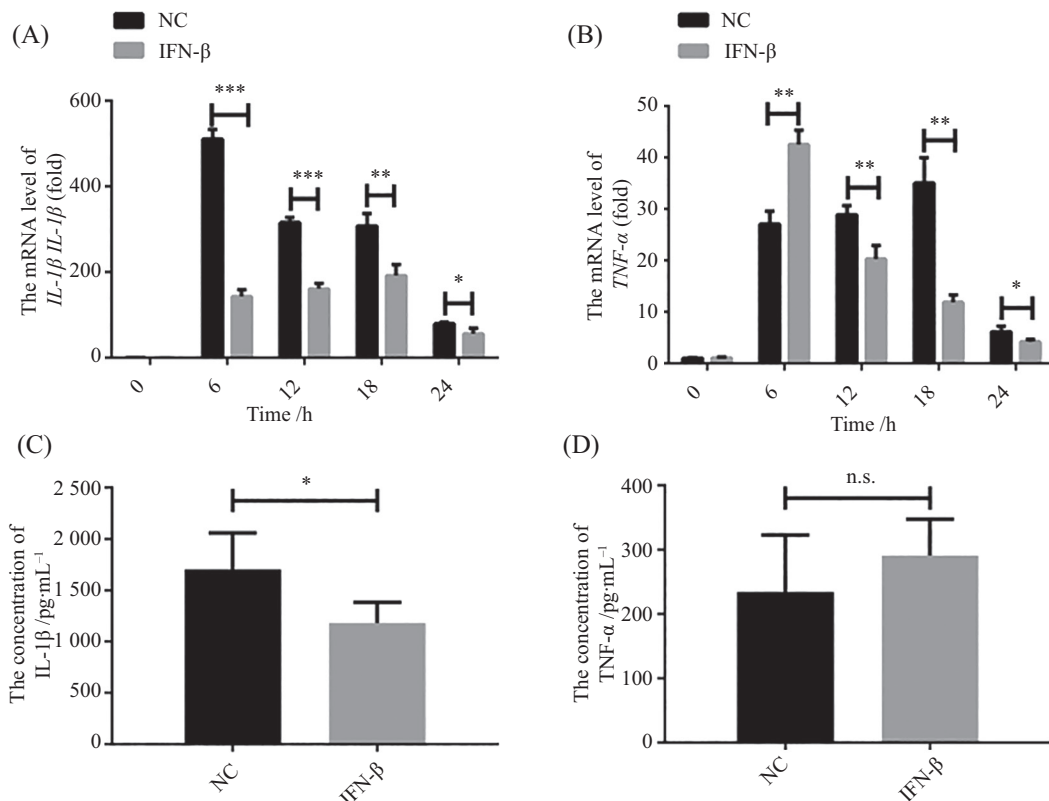 (A)
NC
IFN-β
The mRNA level of
IL-1β IL-1β (fold)
600
400
200
0
***
***
**
*
0
6
12
18
24
Time /h
(B)
NC
IFN-β
The mRNA level of
TNF-α (fold)
50
40
30
20
10
0
**
**
**
*
0
6
12
18
24
Time /h
(C)
The concentration of
IL-1β /pg·mL⁻¹
2 500
2 000
1 500
1 000
500
0
*
NC
IFN-β
(D)
The concentration of
TNF-α /pg·mL⁻¹
400
300
200
100
0
n.s.
NC
IFN-β